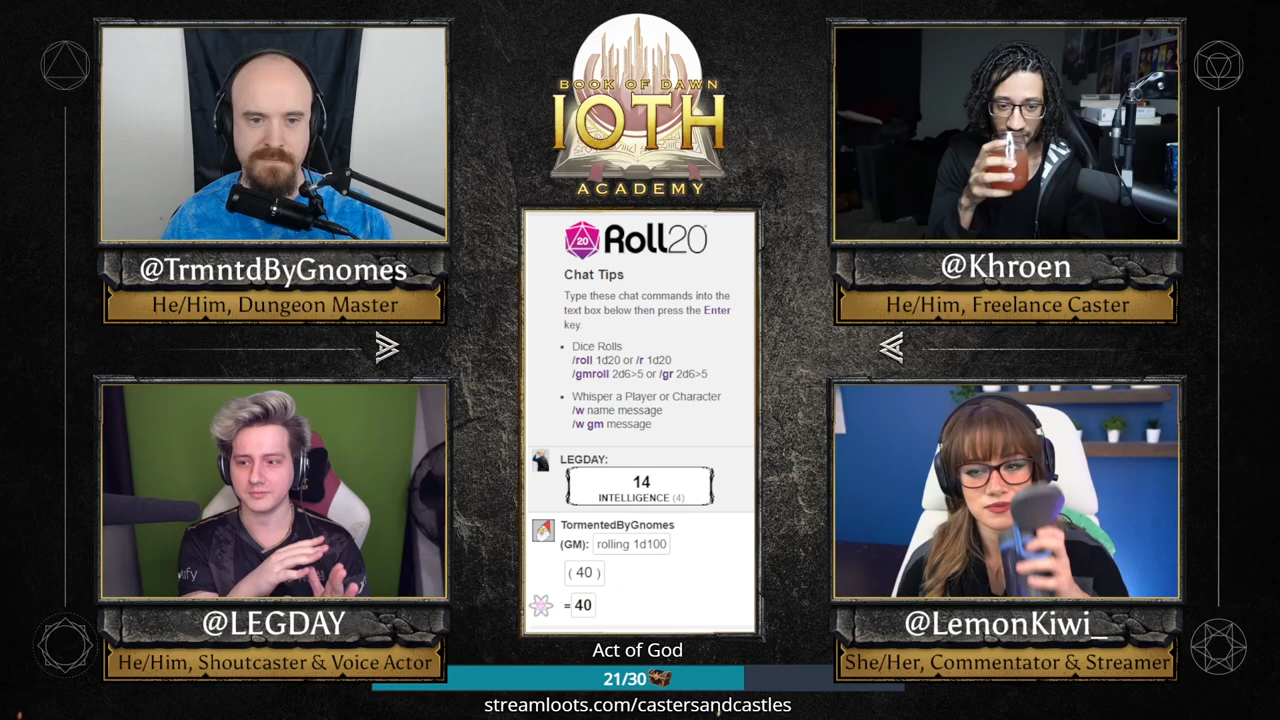 BOOK OF DAWN
IOTH
ACADEMY
@TrmntdByGnomes
He/Him, Dungeon Master
@Khroen
He/Him, Freelance Caster
20 Roll20
Chat Tips
Type these chat commands into the
text box below then press the Enter
key.
• Dice Rolls
/roll 1d20 or /r 1d20
/gmroll 2d6>5 or /gr 2d6>5
• Whisper a Player or Character
/w name message
/w gm message
LEGDAY:
14
INTELLIGENCE (4)
TormentedByGnomes
(GM): rolling 1d100
( 40 )
= 40
@LEGDAY
He/Him, Shoutcaster & Voice Actor
@LemonKiwi_
She/Her, Commentator & Streamer
Act of God
21/30
streamloots.com/castersandcastles